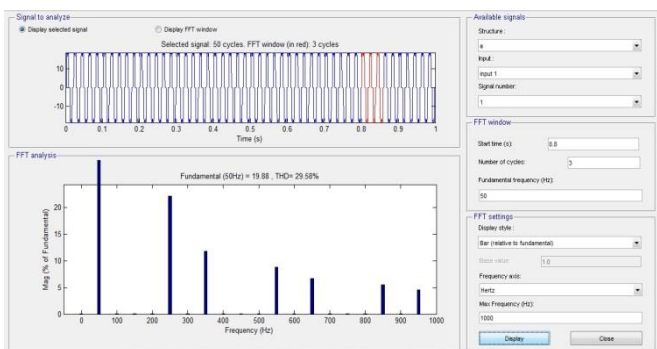 Signal to analyze
Display selected signal
Display FFT window
Selected signal: 50 cycles. FFT window (in red): 3 cycles
10
0
-10
0 0.1 0.2 0.3 0.4 0.5 0.6 0.7 0.8 0.9 1
Time (s)
FFT analysis
Fundamental (50Hz) = 19.88 , THD= 29.58%
20
15
10
5
0
Mag (% of Fundamental)
0 100 200 300 400 500 600 700 800 900 1000
Frequency (Hz)
Available signals
Structure :
a
Input :
input 1
Signal number:
1
FFT window
Start time (s): 0.8
Number of cycles: 3
Fundamental frequency (Hz):
50
FFT settings
Display style :
Bar (relative to fundamental)
Base value: 1.0
Frequency axis:
Hertz
Max Frequency (Hz):
1000
Display
Close